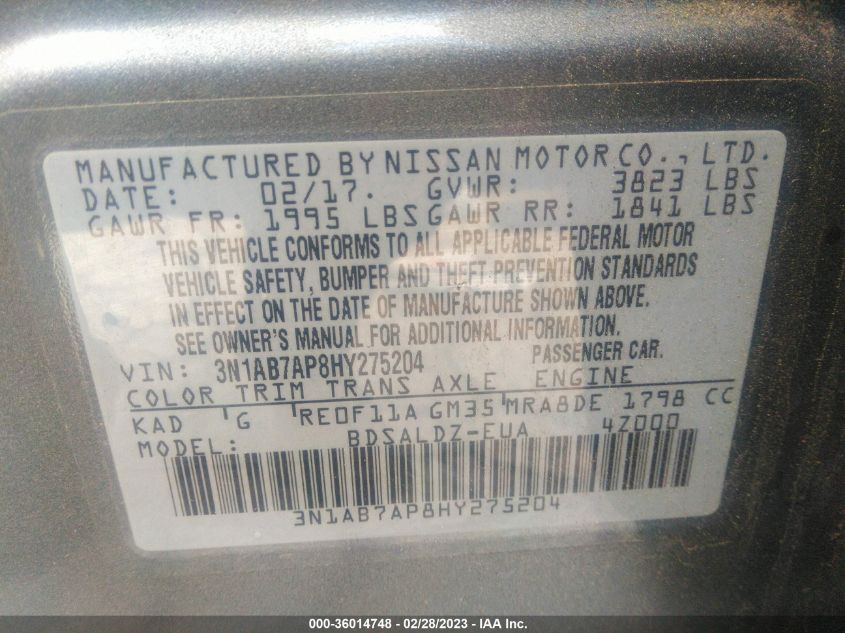 MANUFACTURED BY NISSAN MOTOR CO., LTD.
DATE: 02/17. GVWR: 3823 LBS
GAWR FR: 1995 LBS GAWR RR: 1841 LBS
THIS VEHICLE CONFORMS TO ALL APPLICABLE FEDERAL MOTOR
VEHICLE SAFETY, BUMPER AND THEFT PREVENTION STANDARDS
IN EFFECT ON THE DATE OF MANUFACTURE SHOWN ABOVE.
SEE OWNER'S MANUAL FOR ADDITIONAL INFORMATION.
VIN: 3N1AB7AP8HY275204 PASSENGER CAR.
COLOR TRIM TRANS AXLE ENGINE
KAD G RE0F11A GM35 MRA8DE 1798 CC
MODEL: BDSALDZ-EUA 4Z000
3N1AB7AP8HY275204
000-36014748 - 02/28/2023 - IAA Inc.